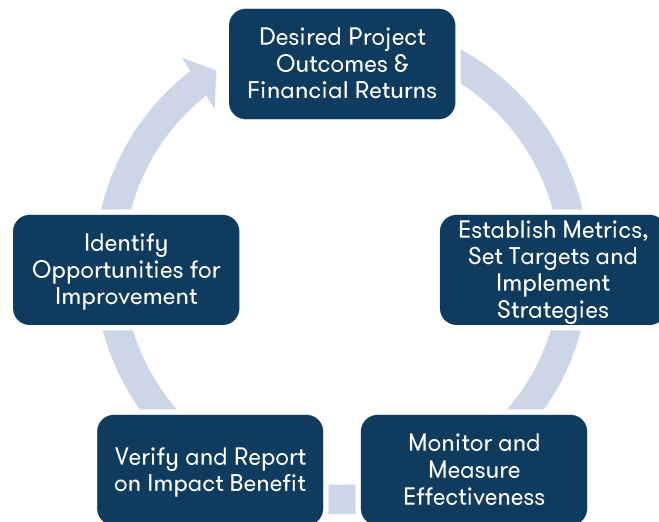 Desired Project
Outcomes &
Financial Returns
Establish Metrics,
Set Targets and
Implement
Strategies
Monitor and
Measure
Effectiveness
Verify and Report
on Impact Benefit
Identify
Opportunities for
Improvement